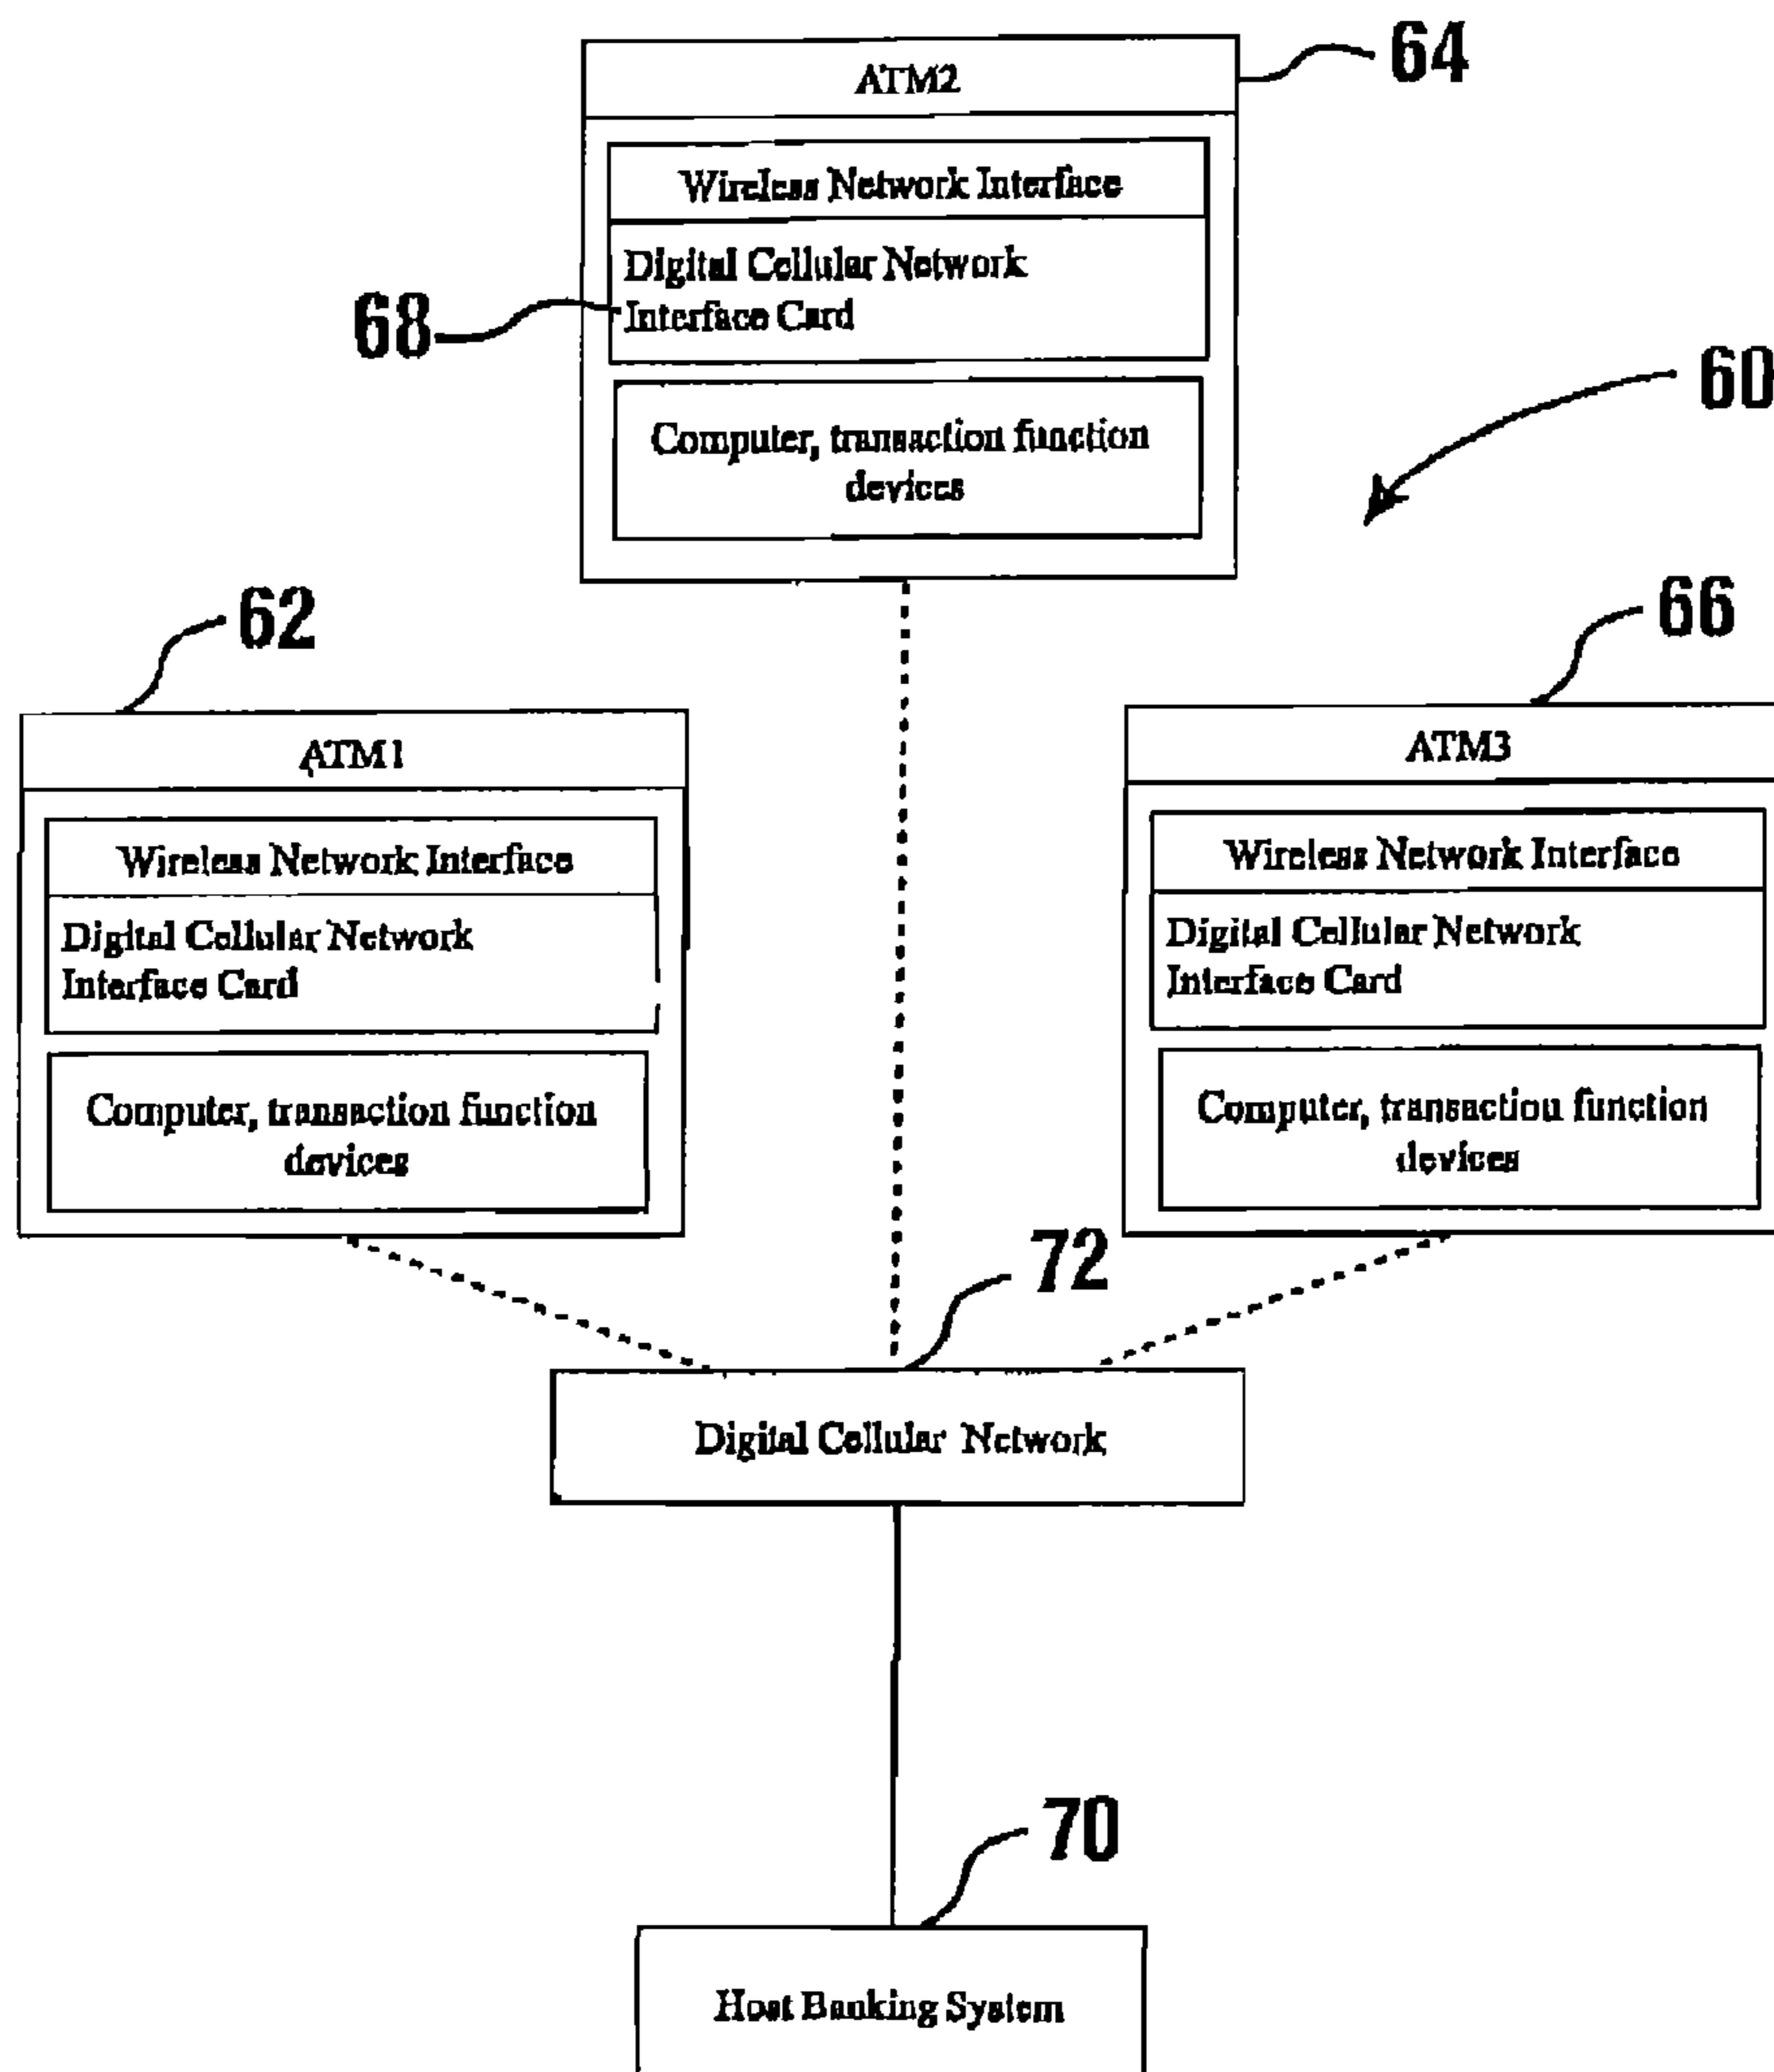 64
ATM2
Wireless Network Interface
Digital Cellular Network
Interface Card
68
60
Computer, transaction function
devices
62
66
ATM1
ATM3
Wireless Network Interface
Digital Cellular Network
Interface Card
Computer, transaction function
devices
Wireless Network Interface
Digital Cellular Network
Interface Card
Computer, transaction function
devices
72
Digital Cellular Network
70
Host Banking System